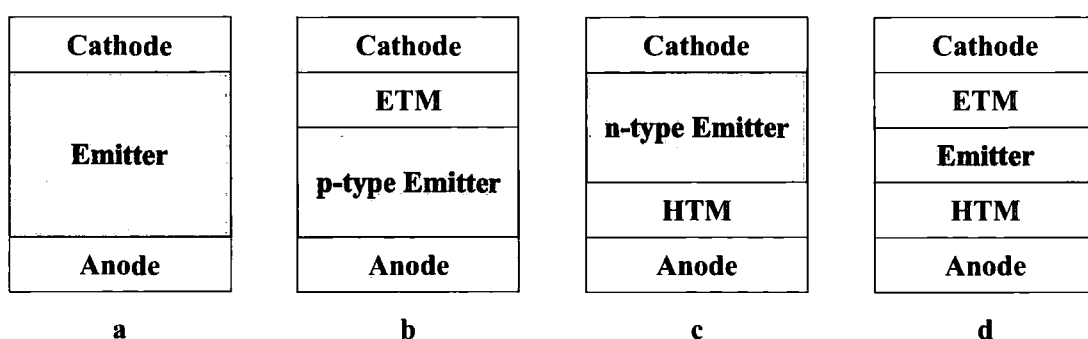 Cathode
Emitter
Anode
a
Cathode
ETM
p-type Emitter
Anode
b
Cathode
n-type Emitter
HTM
Anode
c
Cathode
ETM
Emitter
HTM
Anode
d